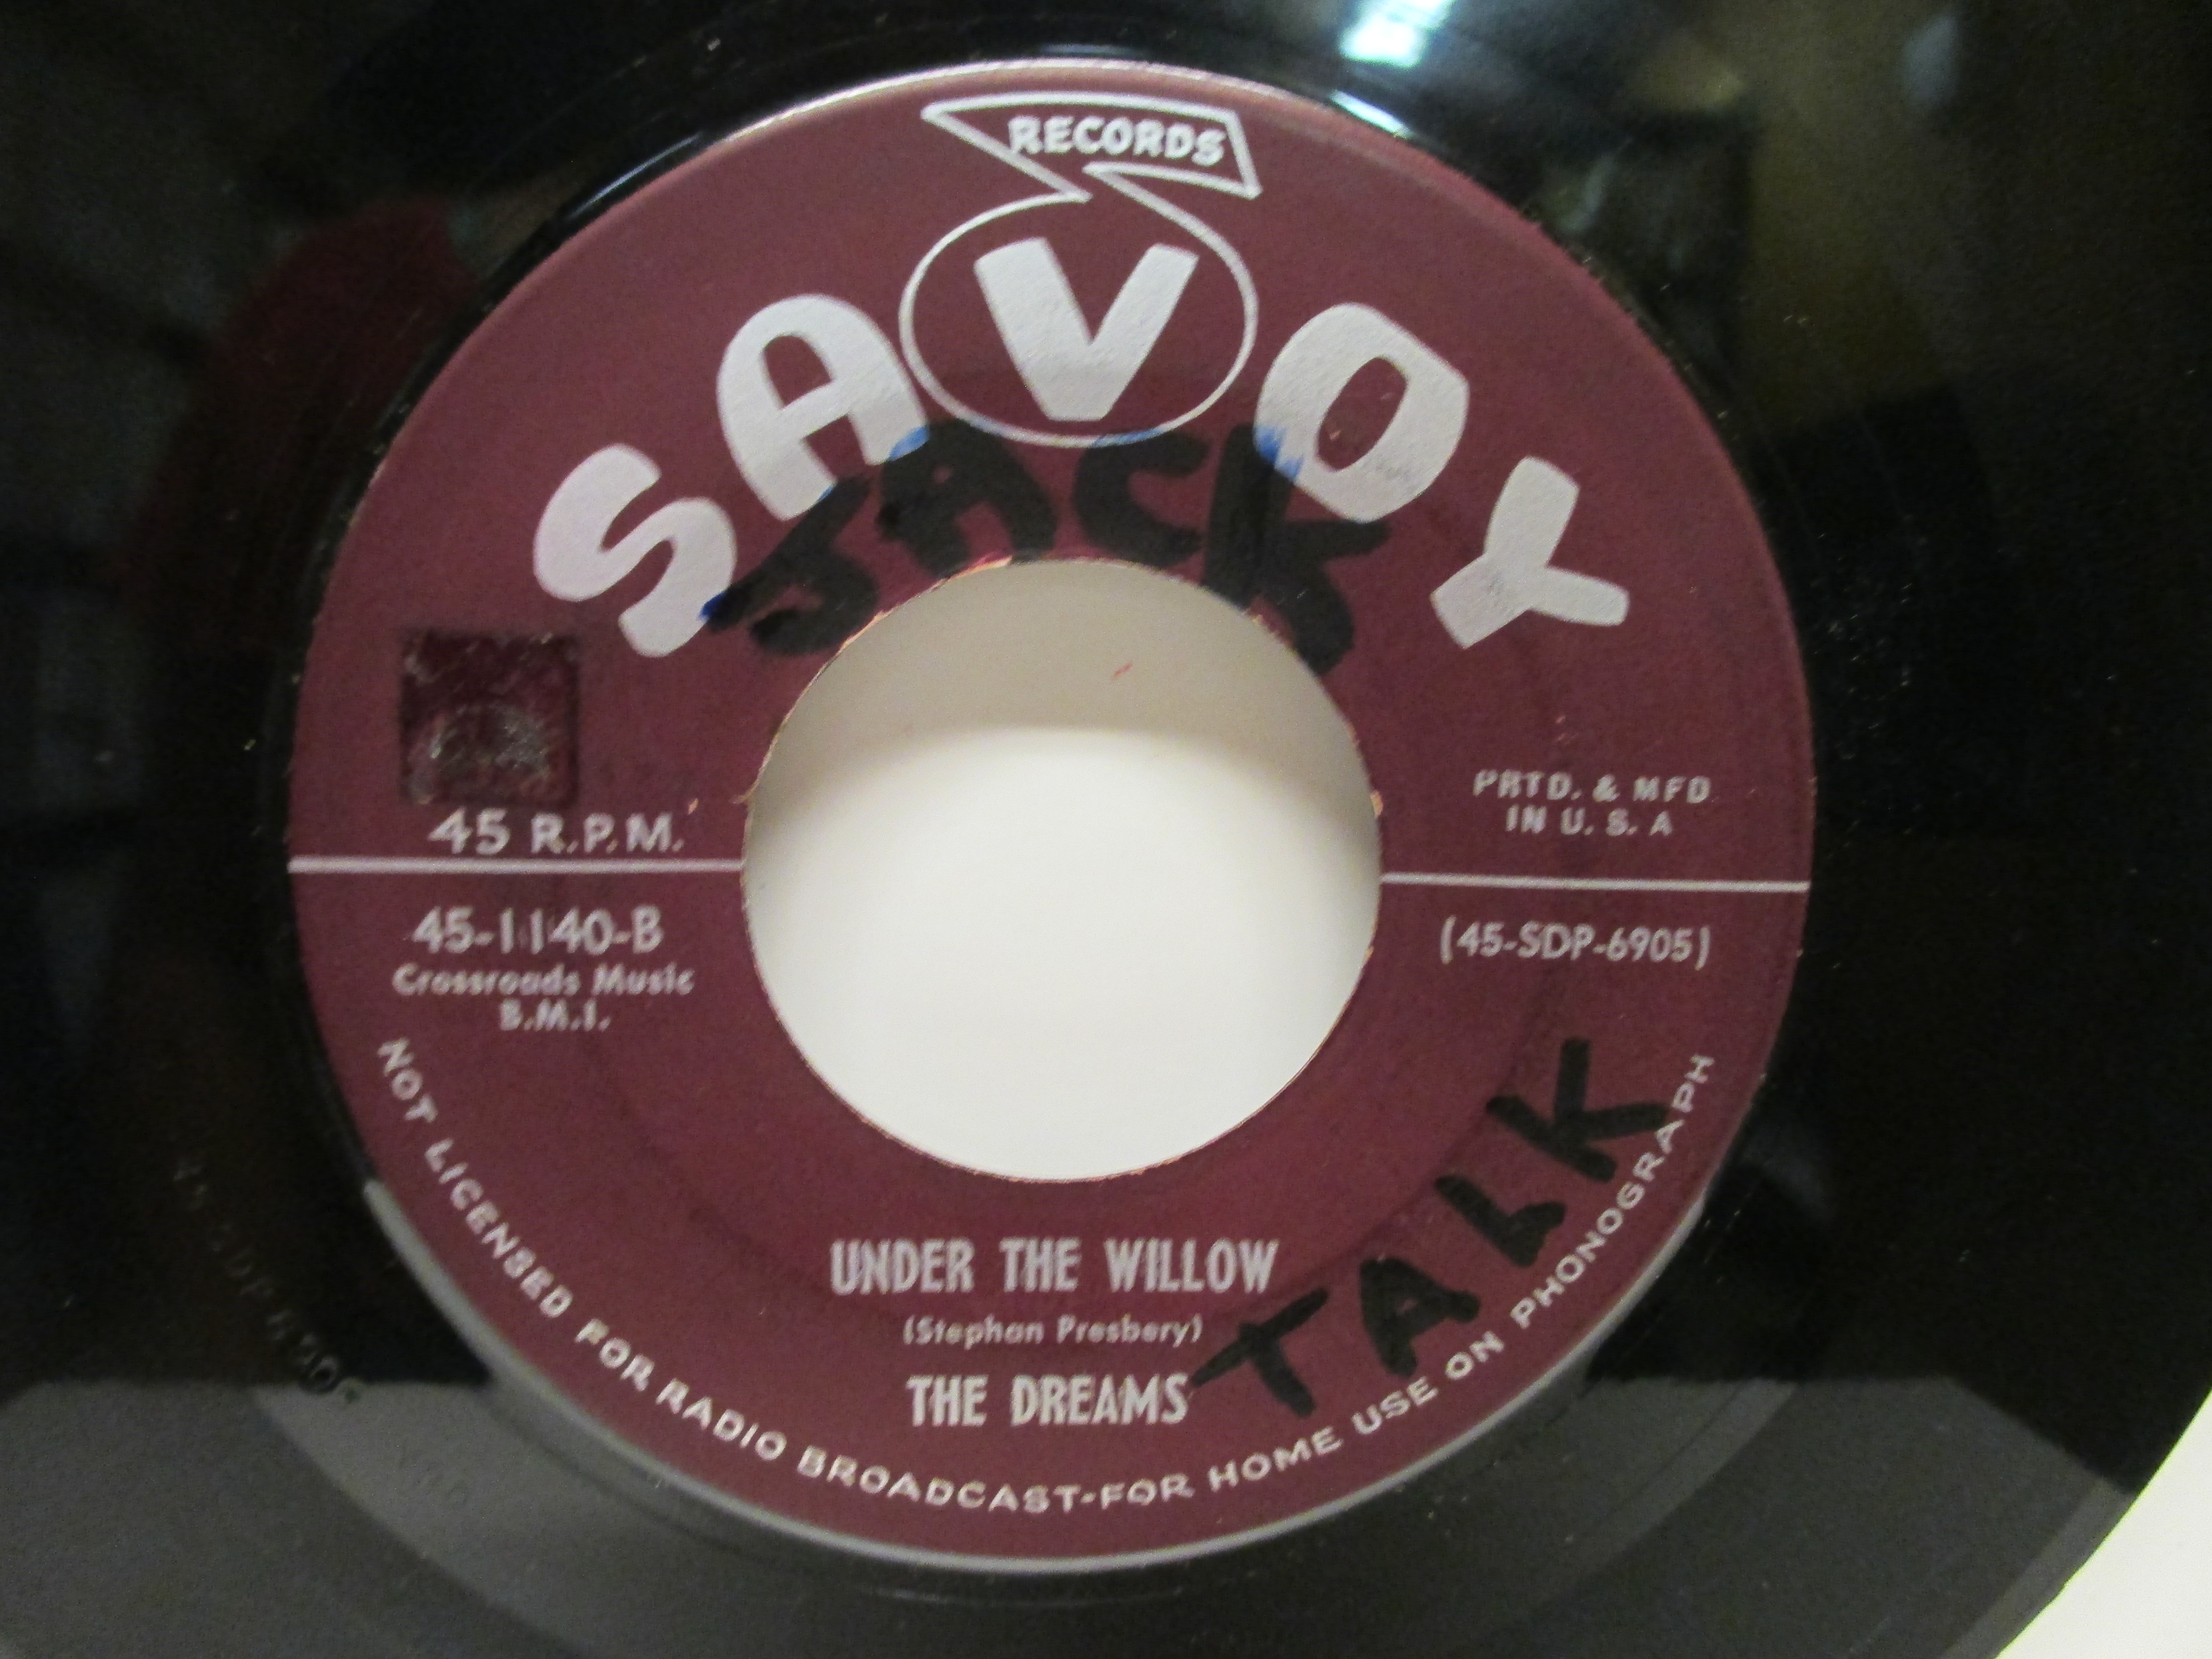 RECORDS
SAVOY
JACK
45 R.P.M.
PRTD. & MFD
IN U. S. A
45-1140-B
Crossroads Music
B.M.I.
(45-SDP-6905)
UNDER THE WILLOW
(Stephan Presbery)
THE DREAMS
TALK
NOT LICENSED FOR RADIO BROADCAST-FOR HOME USE ON PHONOGRAPH